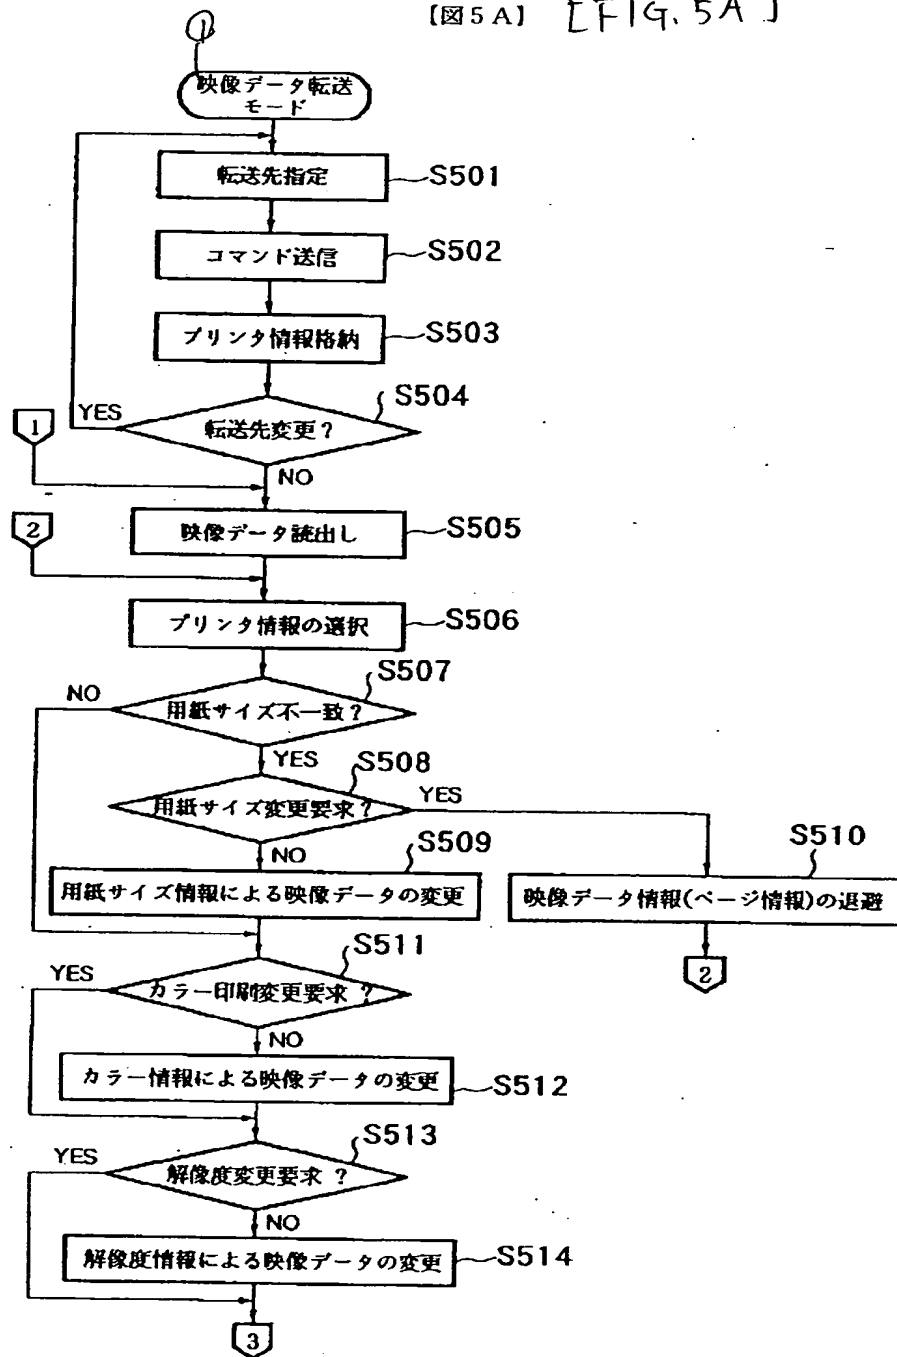 【図5A】 [FIG. 5A]
①
映像データ転送
モード
転送先指定
S501
コマンド送信
S502
プリンタ情報格納
S503
S504
YES
転送先変更?
1
NO
映像データ読出し
S505
2
プリンタ情報の選択
S506
S507
NO
用紙サイズ不一致?
YES
S508
用紙サイズ変更要求?
YES
NO
S509
S510
用紙サイズ情報による映像データの変更
映像データ情報(ページ情報)の退避
S511
2
YES
カラー印刷変更要求 ?
NO
カラー情報による映像データの変更
S512
S513
YES
解像度変更要求 ?
NO
解像度情報による映像データの変更
S514
3